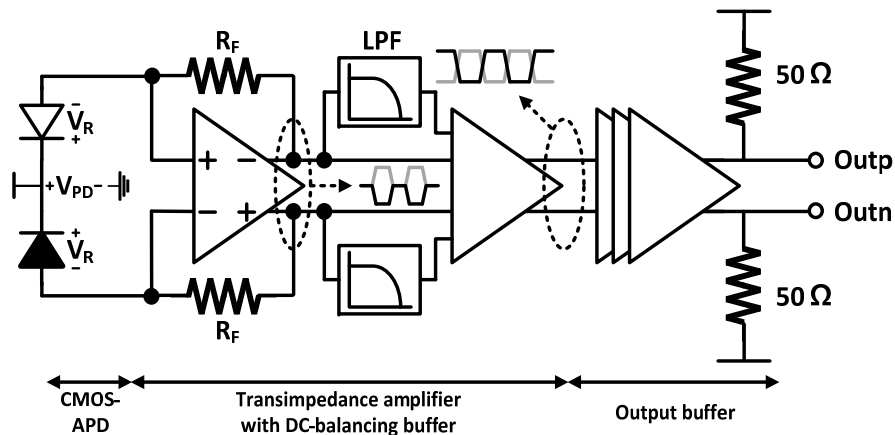 R_F
LPF
50 Ω
− V_R +
+ −
Outp
+ V_PD −
− +
Outn
+ V_R −
R_F
50 Ω
CMOS-
APD
Transimpedance amplifier
with DC-balancing buffer
Output buffer